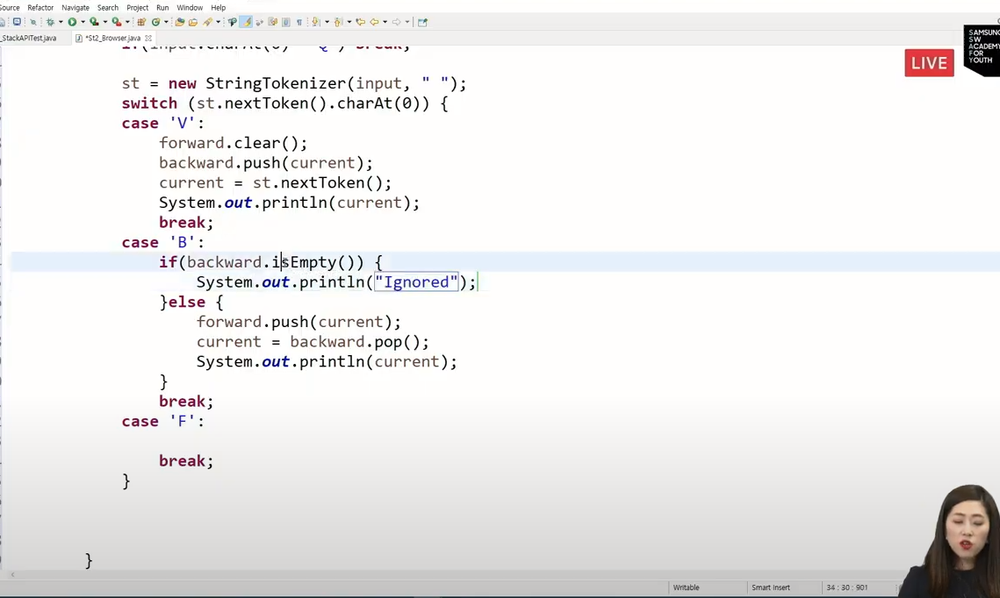 Source Refactor Navigate Search Project Run Window Help
_StackAPITest.java *St2_Browser.java
LIVE
SAMSUNG
SW
ACADEMY
FOR
YOUTH
st = new StringTokenizer(input, " ");
switch (st.nextToken().charAt(0)) {
case 'V':
forward.clear();
backward.push(current);
current = st.nextToken();
System.out.println(current);
break;
case 'B':
if(backward.isEmpty()) {
System.out.println("Ignored");
}else {
forward.push(current);
current = backward.pop();
System.out.println(current);
}
break;
case 'F':
break;
}
}
Writable Smart Insert 34 : 30 : 901